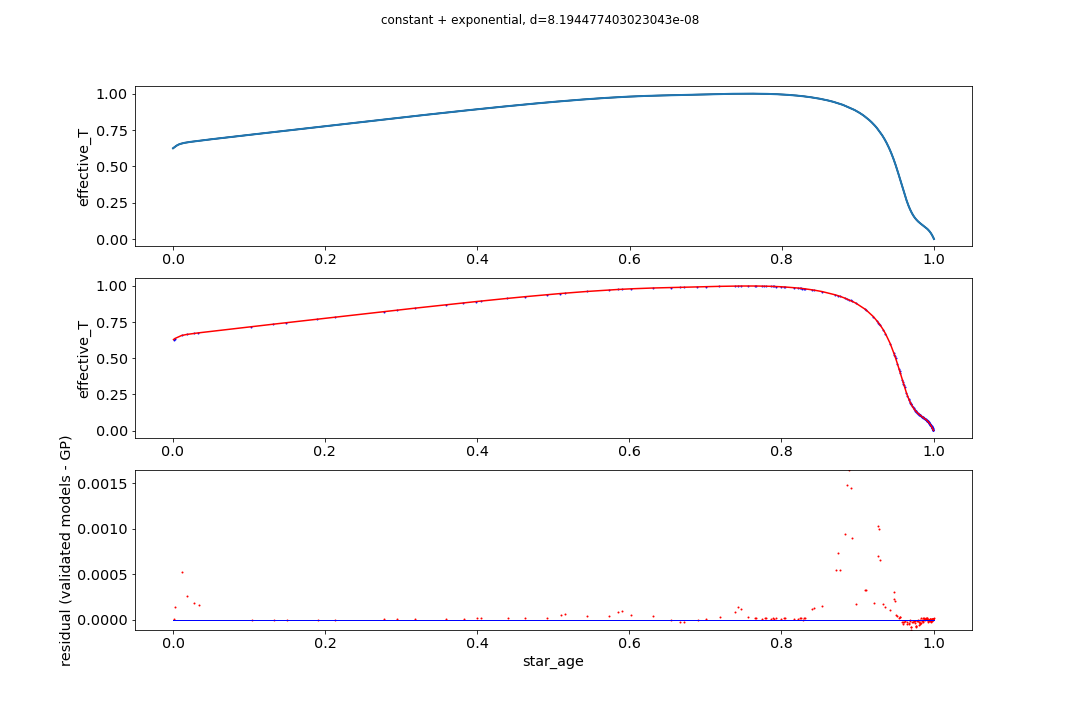 constant + exponential, d=8.194477403023043e-08
effective_T
1.00
0.75
0.50
0.25
0.00
0.0 0.2 0.4 0.6 0.8 1.0
effective_T
1.00
0.75
0.50
0.25
0.00
0.0 0.2 0.4 0.6 0.8 1.0
residual (validated models - GP)
0.0015
0.0010
0.0005
0.0000
0.0 0.2 0.4 0.6 0.8 1.0
star_age